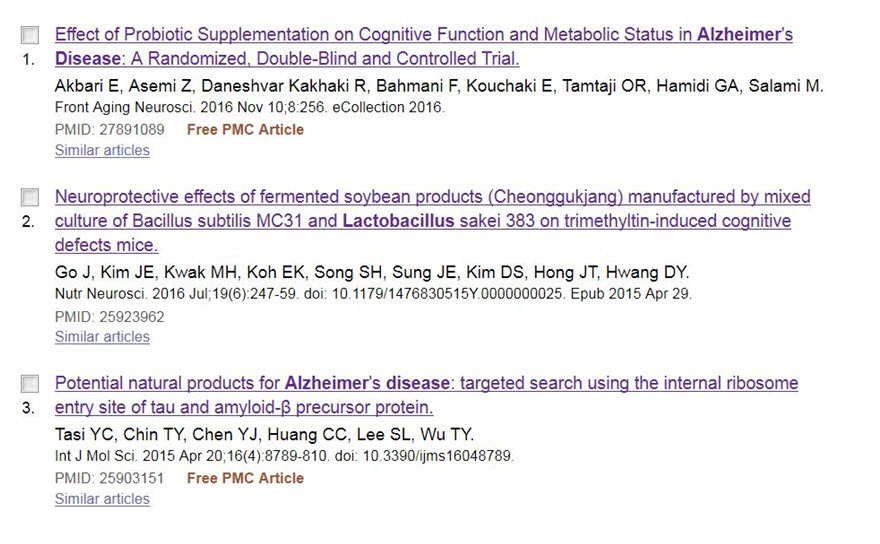 Effect of Probiotic Supplementation on Cognitive Function and Metabolic Status in Alzheimer's
1. Disease: A Randomized, Double-Blind and Controlled Trial.
Akbari E, Asemi Z, Daneshvar Kakhaki R, Bahmani F, Kouchaki E, Tamtaji OR, Hamidi GA, Salami M.
Front Aging Neurosci. 2016 Nov 10;8:256. eCollection 2016.
PMID: 27891089 Free PMC Article
Similar articles
Neuroprotective effects of fermented soybean products (Cheonggukjang) manufactured by mixed
2. culture of Bacillus subtilis MC31 and Lactobacillus sakei 383 on trimethyltin-induced cognitive
defects mice.
Go J, Kim JE, Kwak MH, Koh EK, Song SH, Sung JE, Kim DS, Hong JT, Hwang DY.
Nutr Neurosci. 2016 Jul;19(6):247-59. doi: 10.1179/1476830515Y.0000000025. Epub 2015 Apr 29.
PMID: 25923962
Similar articles
Potential natural products for Alzheimer's disease: targeted search using the internal ribosome
3. entry site of tau and amyloid-β precursor protein.
Tasi YC, Chin TY, Chen YJ, Huang CC, Lee SL, Wu TY.
Int J Mol Sci. 2015 Apr 20;16(4):8789-810. doi: 10.3390/ijms16048789.
PMID: 25903151 Free PMC Article
Similar articles